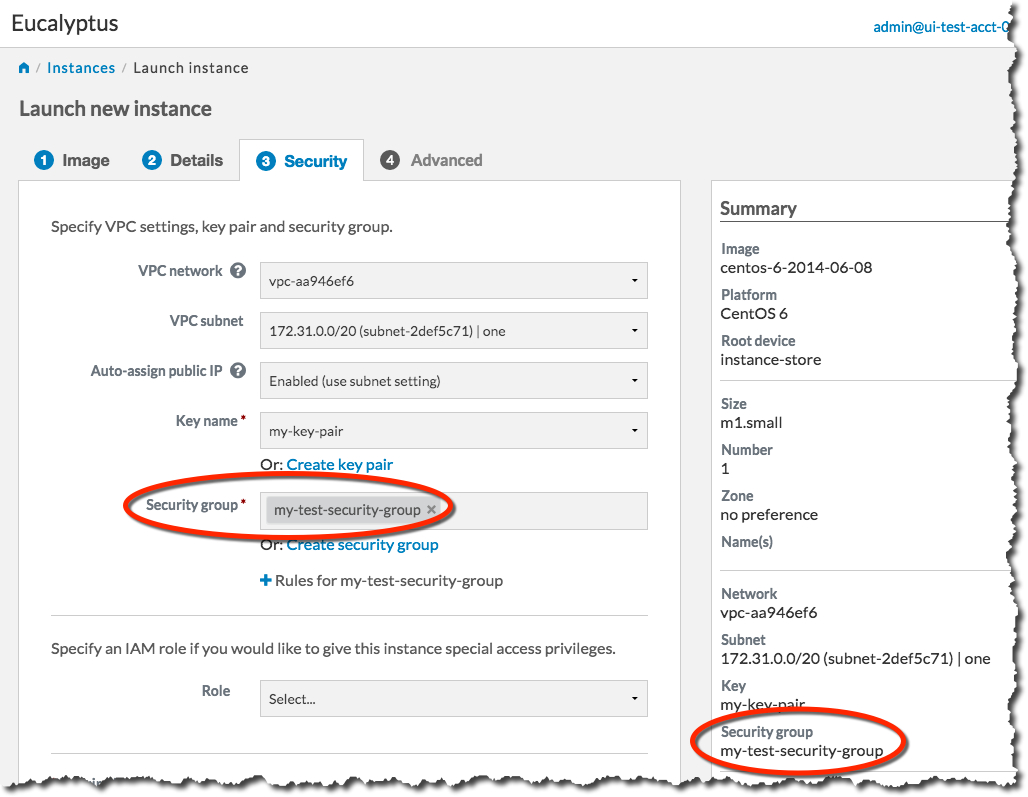 Eucalyptus
admin@ui-test-acct-0
/ Instances / Launch instance
Launch new instance
1 Image 2 Details 3 Security 4 Advanced
Specify VPC settings, key pair and security group.
VPC network ? vpc-aa946ef6
VPC subnet 172.31.0.0/20 (subnet-2def5c71) | one
Auto-assign public IP ? Enabled (use subnet setting)
Key name * my-key-pair
Or: Create key pair
Security group * my-test-security-group ×
Or: Create security group
+ Rules for my-test-security-group
Specify an IAM role if you would like to give this instance special access privileges.
Role Select...
Summary
Image
centos-6-2014-06-08
Platform
CentOS 6
Root device
instance-store
Size
m1.small
Number
1
Zone
no preference
Name(s)
Network
vpc-aa946ef6
Subnet
172.31.0.0/20 (subnet-2def5c71) | one
Key
my-key-pair
Security group
my-test-security-group